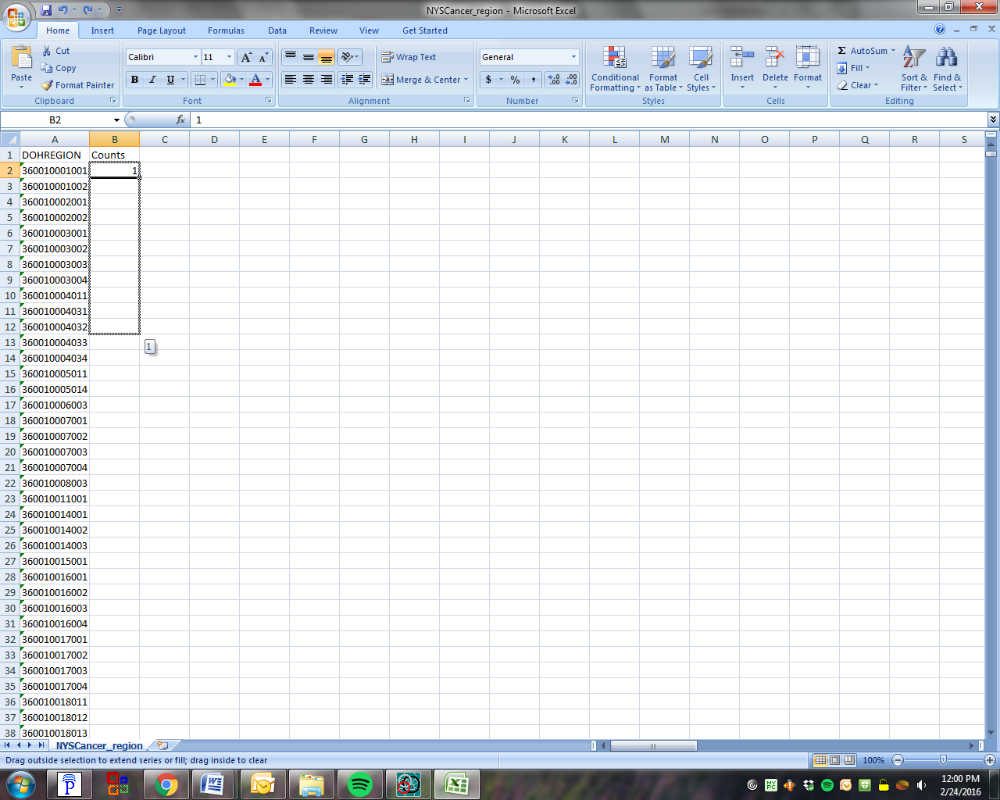 NYSCancer_region - Microsoft Excel
Home Insert Page Layout Formulas Data Review View Get Started
Paste
Cut
Copy
Format Painter
Clipboard
Calibri 11
B I U
Font
Wrap Text
Merge & Center
Alignment
General
$ % ,
Number
Conditional Formatting
Format as Table
Cell Styles
Styles
Insert Delete Format
Cells
Σ AutoSum
Fill
Clear
Sort & Filter
Find & Select
Editing
B2 fx 1
A B C D E F G H I J K L M N O P Q R S
1 DOHREGION Counts
2 360010001001 1
3 360010001002
4 360010002001
5 360010002002
6 360010003001
7 360010003002
8 360010003003
9 360010003004
10 360010004011
11 360010004031
12 360010004032
13 360010004033 1
14 360010004034
15 360010005011
16 360010005014
17 360010006003
18 360010007001
19 360010007002
20 360010007003
21 360010007004
22 360010008003
23 360010011001
24 360010014001
25 360010014002
26 360010014003
27 360010015001
28 360010016001
29 360010016002
30 360010016003
31 360010016004
32 360010017001
33 360010017002
34 360010017003
35 360010017004
36 360010018011
37 360010018012
38 360010018013
NYSCancer_region
Drag outside selection to extend series or fill; drag inside to clear 100%
12:00 PM
2/24/2016